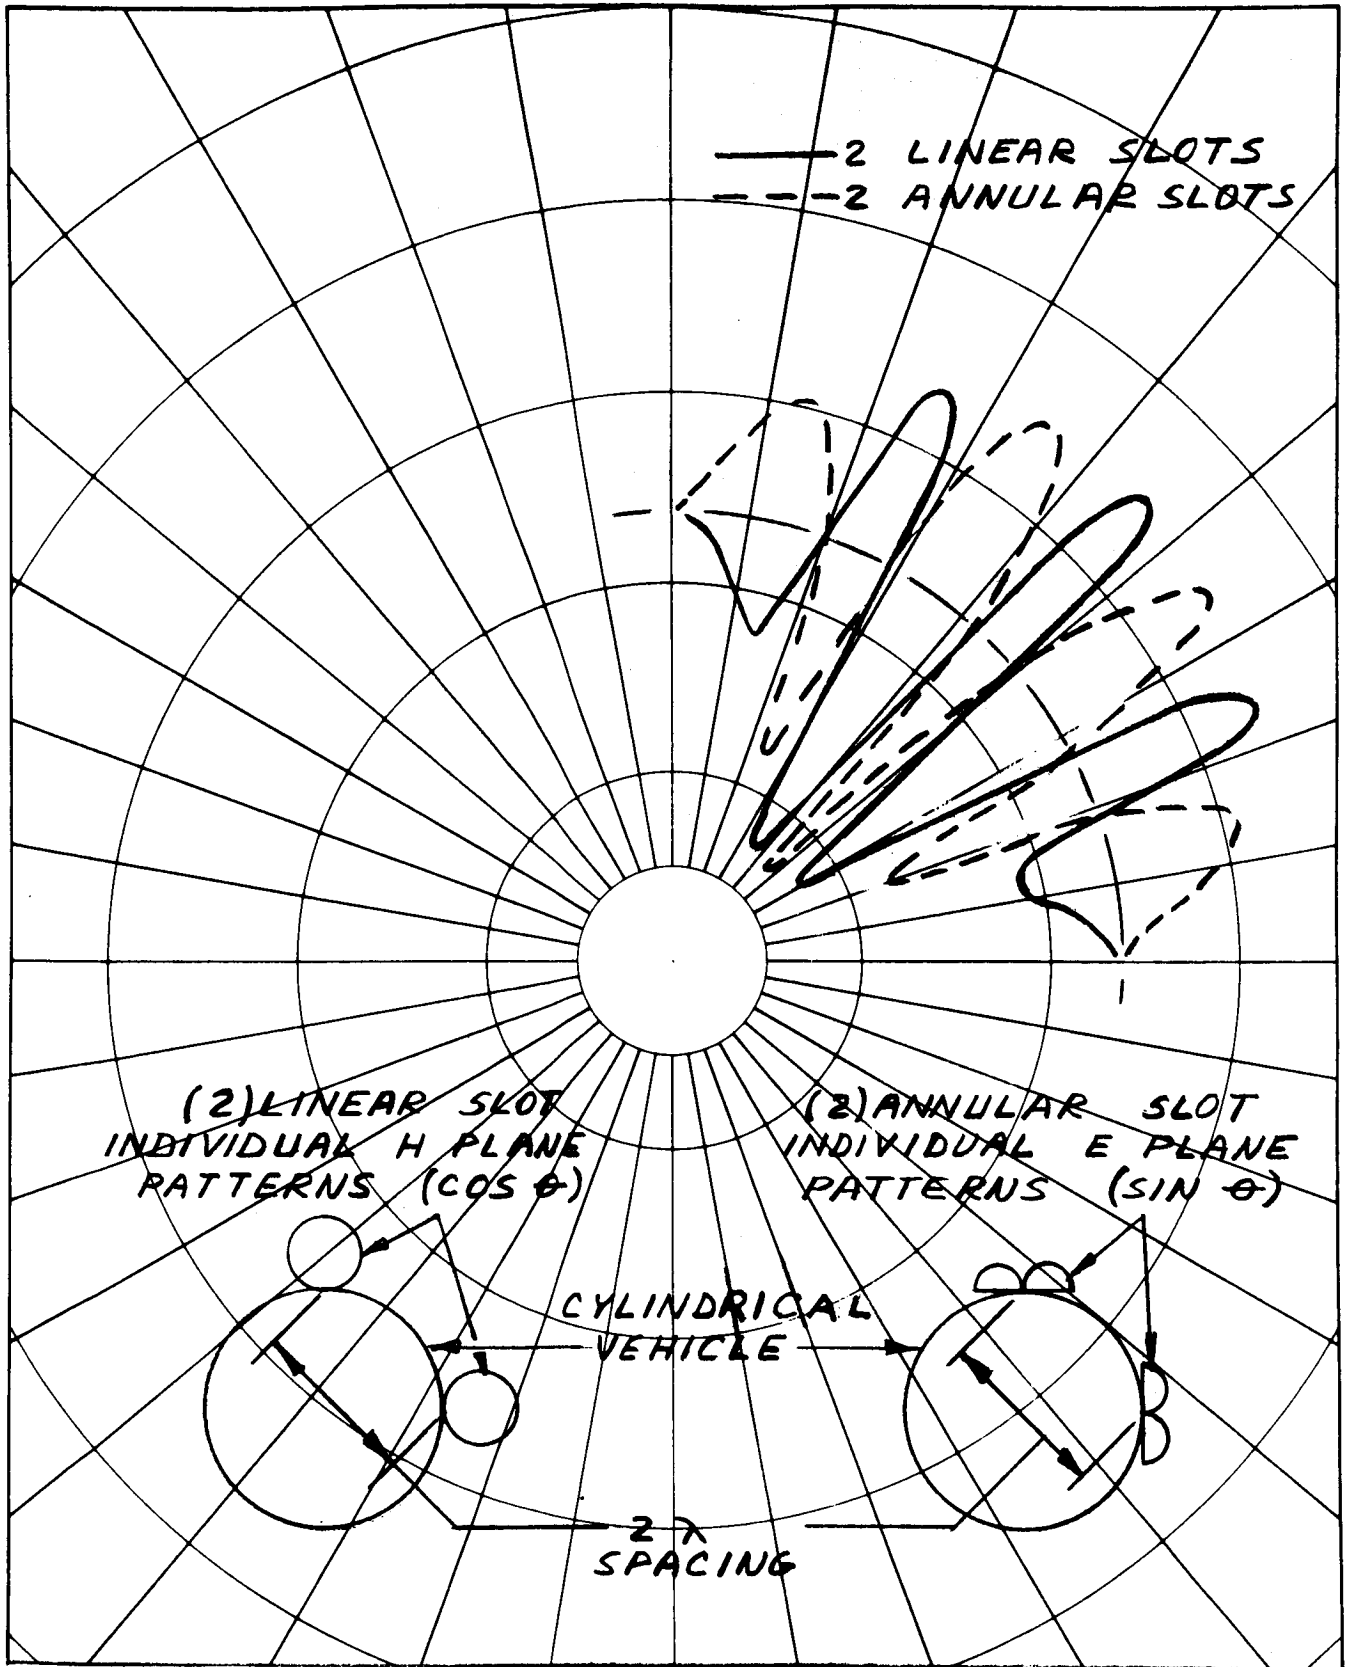 2 LINEAR SLOTS
2 ANNULAR SLOTS
(2) LINEAR SLOT
INDIVIDUAL H PLANE
PATTERNS (COS θ)
(2) ANNULAR SLOT
INDIVIDUAL E PLANE
PATTERNS (SIN θ)
CYLINDRICAL
VEHICLE
2 λ
SPACING